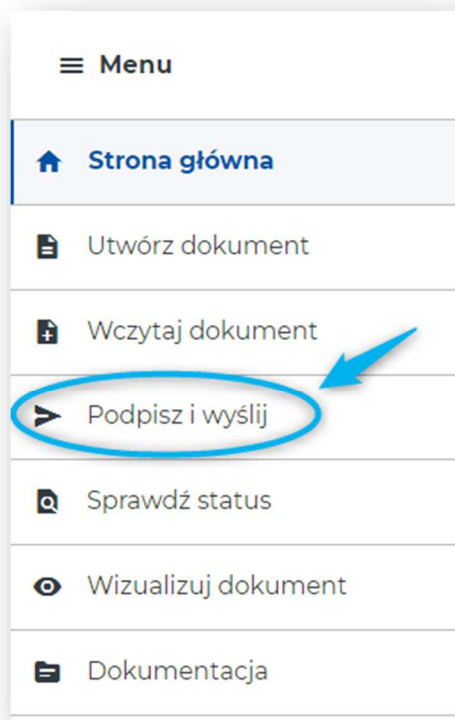 Menu
Strona główna
Utwórz dokument
Wczytaj dokument
Podpisz i wyślij
Sprawdź status
Wizualizuj dokument
Dokumentacja